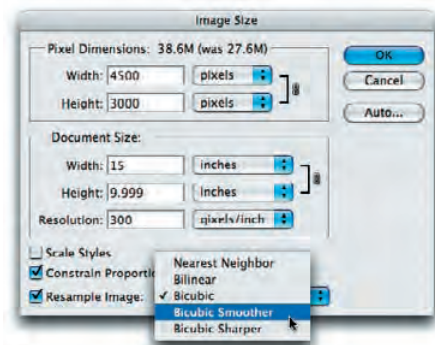 Image Size
Pixel Dimensions: 38.6M (was 27.6M)
Width: 4500 pixels
Height: 3000 pixels
OK
Cancel
Auto...
Document Size:
Width: 15 inches
Height: 9.999 inches
Resolution: 300 pixels/inch
Scale Styles
Constrain Proportio
Resample Image:
Nearest Neighbor
Bilinear
✓ Bicubic
Bicubic Smoother
Bicubic Sharper